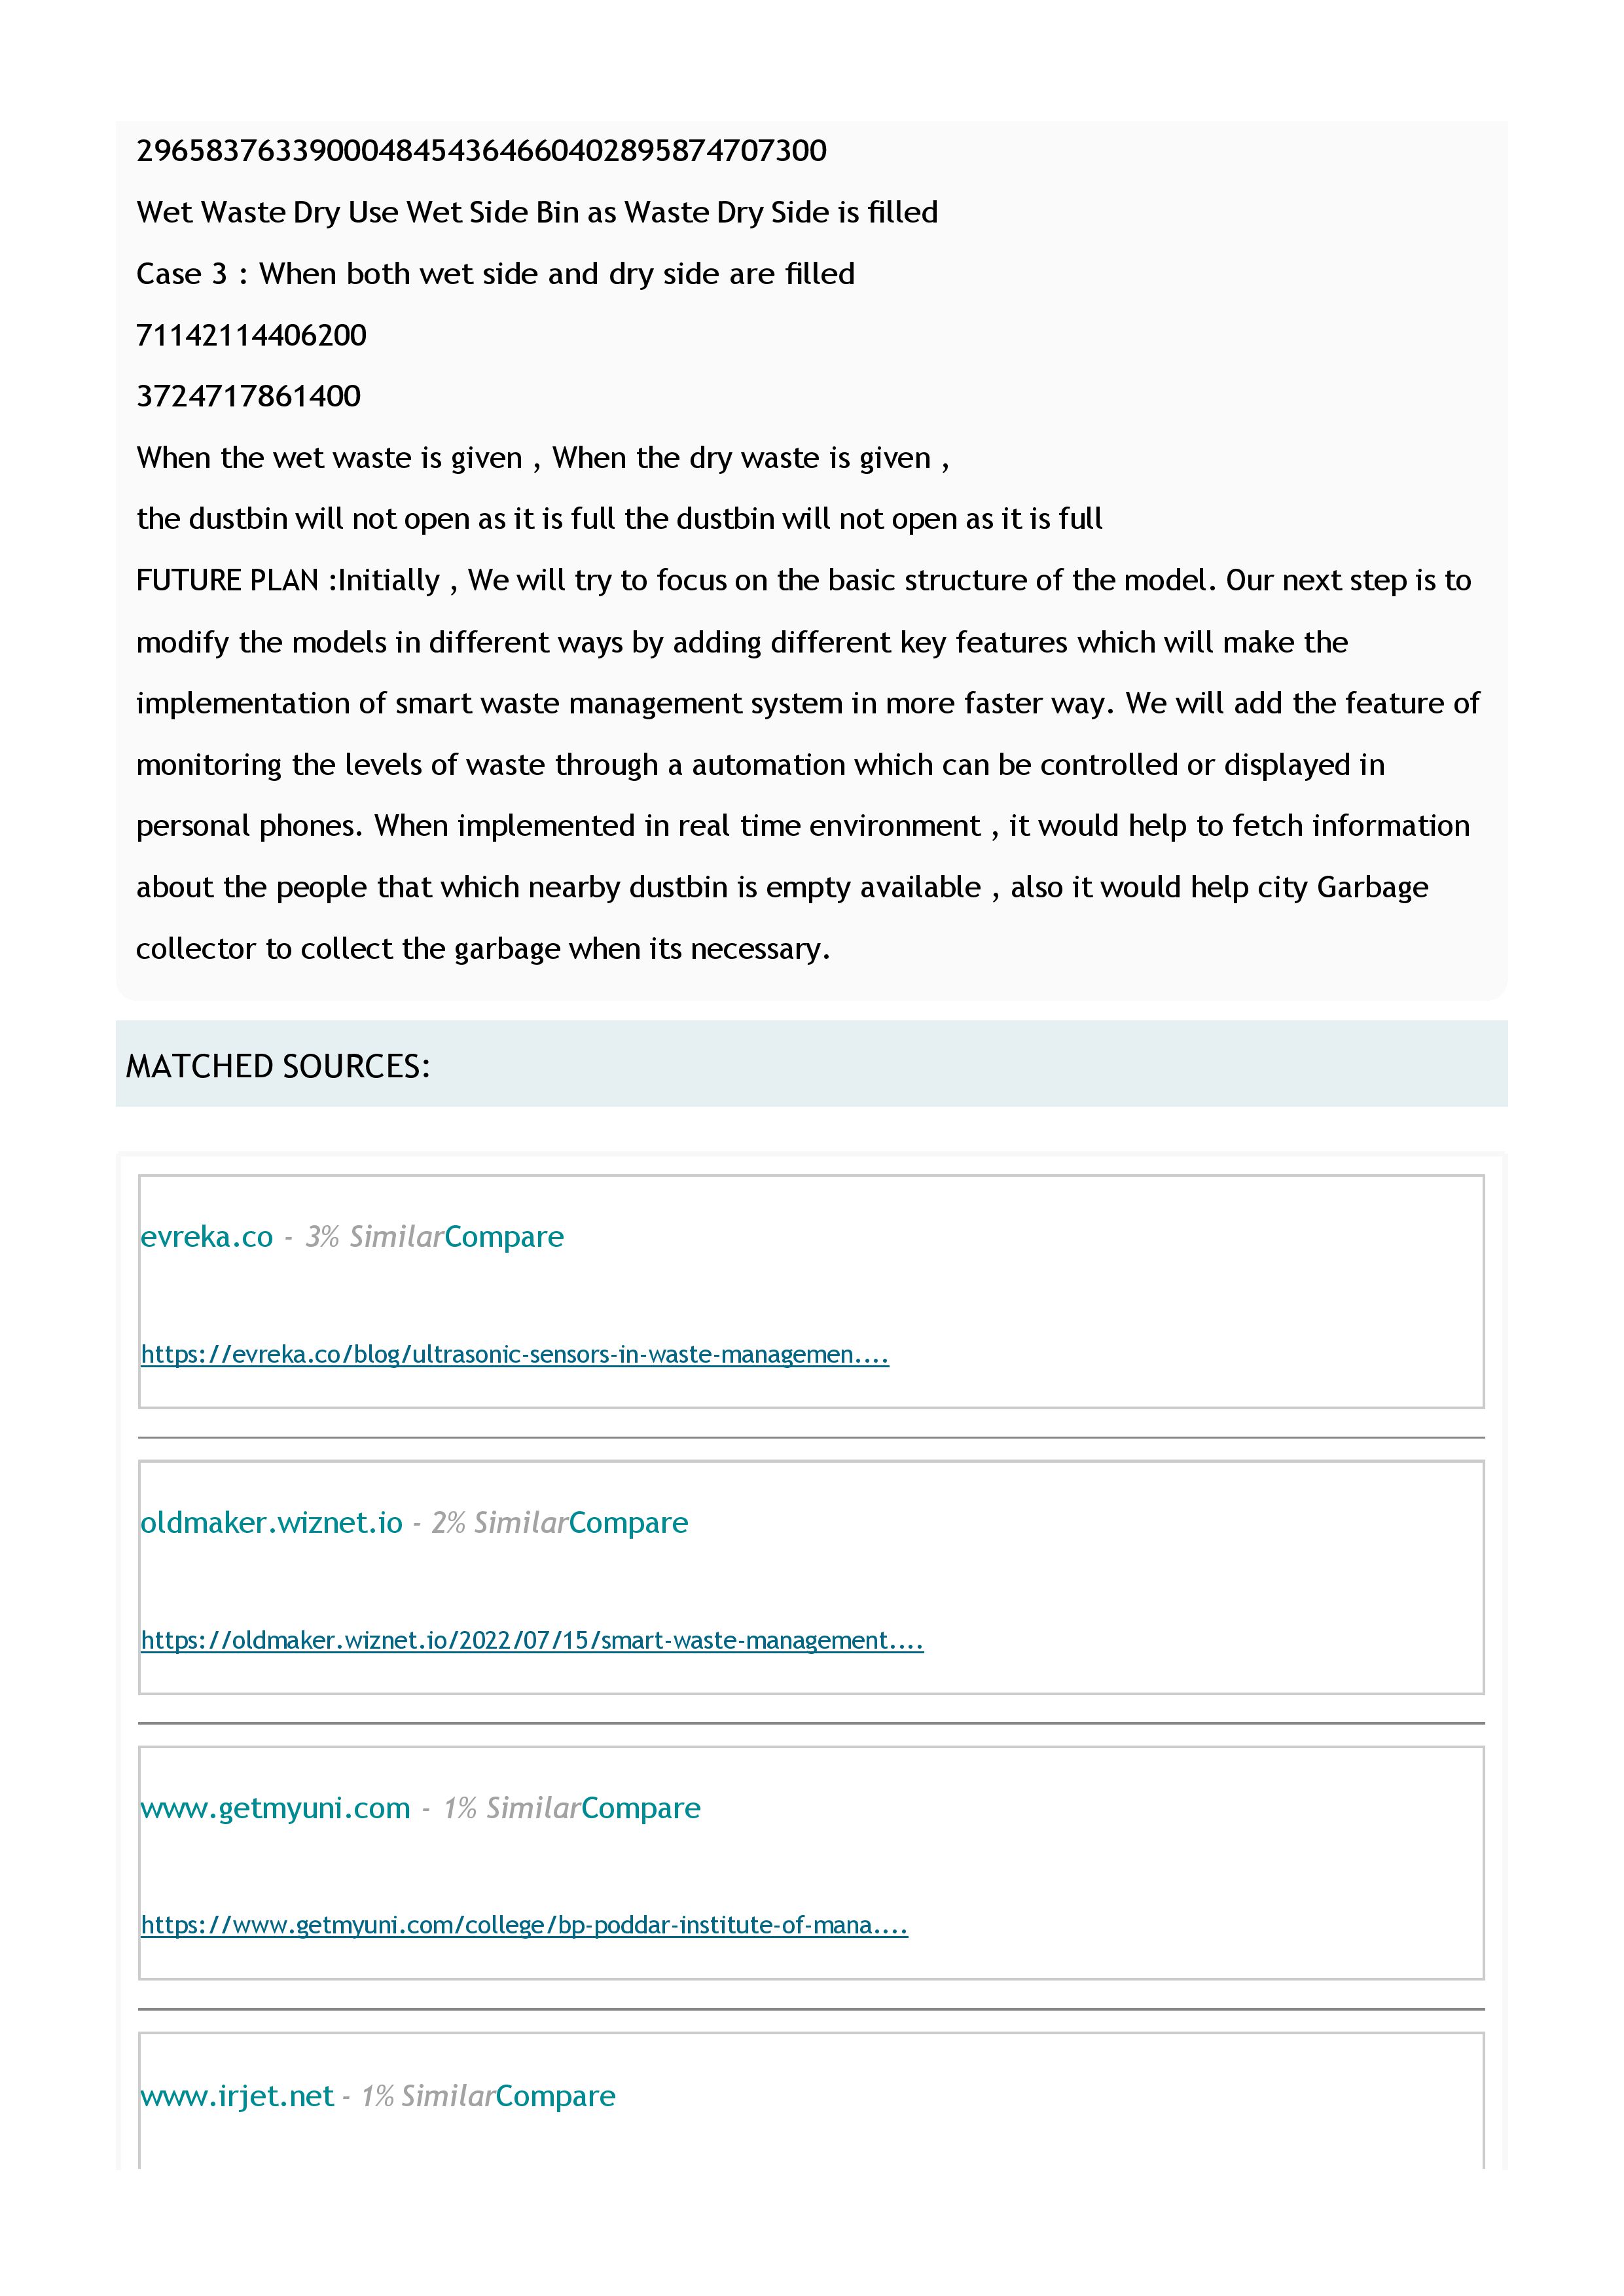 296583763390004845436466040289587470​7300
Wet Waste Dry Use Wet Side Bin as Waste Dry Side is filled
Case 3 : When both wet side and dry side are filled
71142114406200
3724717861400
When the wet waste is given , When the dry waste is given ,
the dustbin will not open as it is full the dustbin will not open as it is full
FUTURE PLAN :Initially , We will try to focus on the basic structure of the model. Our next step is to
modify the models in different ways by adding different key features which will make the
implementation of smart waste management system in more faster way. We will add the feature of
monitoring the levels of waste through a automation which can be controlled or displayed in
personal phones. When implemented in real time environment , it would help to fetch information
about the people that which nearby dustbin is empty available , also it would help city Garbage
collector to collect the garbage when its necessary.
MATCHED SOURCES:
evreka.co - 3% SimilarCompare
https://evreka.co/blog/ultrasonic-sensors-in-waste-managemen....
oldmaker.wiznet.io - 2% SimilarCompare
https://oldmaker.wiznet.io/2022/07/15/smart-waste-management....
www.getmyuni.com - 1% SimilarCompare
https://www.getmyuni.com/college/bp-poddar-institute-of-mana....
www.irjet.net - 1% SimilarCompare